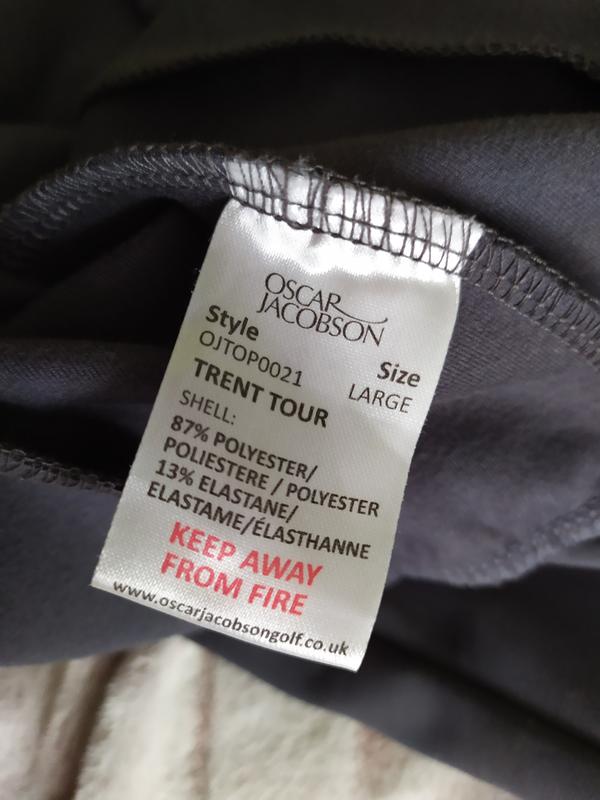 OSCAR
JACOBSON
Style
OJTOP0021
Size
LARGE
TRENT TOUR
SHELL:
87% POLYESTER/
POLIESTERE / POLYESTER
13% ELASTANE/
ELASTAME/ÉLASTHANNE
KEEP AWAY
FROM FIRE
www.oscarjacobsongolf.co.uk